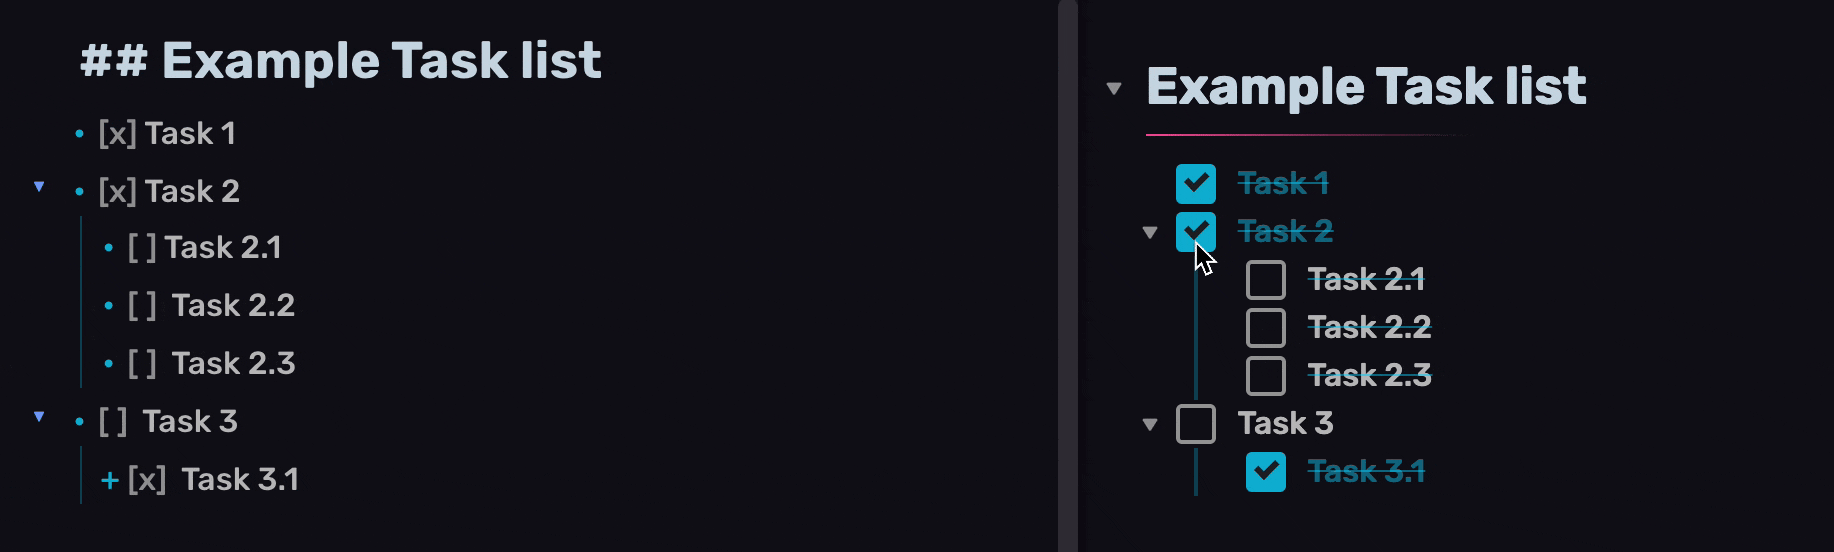 ## Example Task list
• [x] Task 1
• [x] Task 2
• [ ] Task 2.1
• [ ] Task 2.2
• [ ] Task 2.3
• [ ] Task 3
+ [x] Task 3.1
Example Task list
Task 1
Task 2
Task 2.1
Task 2.2
Task 2.3
Task 3
Task 3.1